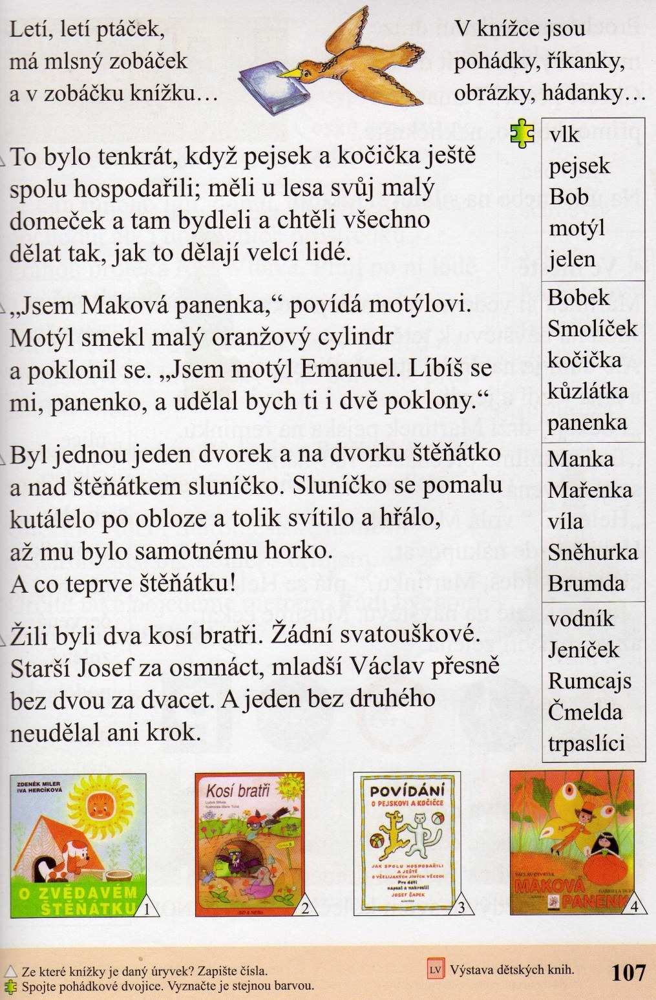 Letí, letí ptáček,
má mlsný zobáček
a v zobáčku knížku…
V knížce jsou
pohádky, říkanky,
obrázky, hádanky…
To bylo tenkrát, když pejsek a kočička ještě
spolu hospodařili; měli u lesa svůj malý
domeček a tam bydleli a chtěli všechno
dělat tak, jak to dělají velcí lidé.
„Jsem Maková panenka,“ povídá motýlovi.
Motýl smekl malý oranžový cylindr
a poklonil se. „Jsem motýl Emanuel. Líbíš se
mi, panenko, a udělal bych ti i dvě poklony.“
Byl jednou jeden dvorek a na dvorku štěňátko
a nad štěňátkem sluníčko. Sluníčko se pomalu
kutálelo po obloze a tolik svítilo a hřálo,
až mu bylo samotnému horko.
A co teprve štěňátku!
Žili byli dva kosí bratři. Žádní svatouškové.
Starší Josef za osmnáct, mladší Václav přesně
bez dvou za dvacet. A jeden bez druhého
neudělal ani krok.
vlk
pejsek
Bob
motýl
jelen
Bobek
Smolíček
kočička
kůzlátka
panenka
Manka
Mařenka
víla
Sněhurka
Brumda
vodník
Jeníček
Rumcajs
Čmelda
trpaslíci
ZDENĚK MILER
IVA HERCÍKOVÁ
O ZVĚDAVÉM
ŠTĚŇÁTKU
1
Kosí bratři
2
POVÍDÁNÍ
O PEJSKOVI A KOČIČCE
JAK SPOLU HOSPODAŘILI
A JEŠTĚ
O VŠELIJAKÝCH JINÝCH VĚCECH
Pro děti
napsal a nakreslil
JOSEF ČAPEK
3
VÁCLAV ČTVRTEK
MAKOVÁ
PANENK
4
Ze které knížky je daný úryvek? Zapište čísla.
Spojte pohádkové dvojice. Vyznačte je stejnou barvou.
LV
Výstava dětských knih.
107